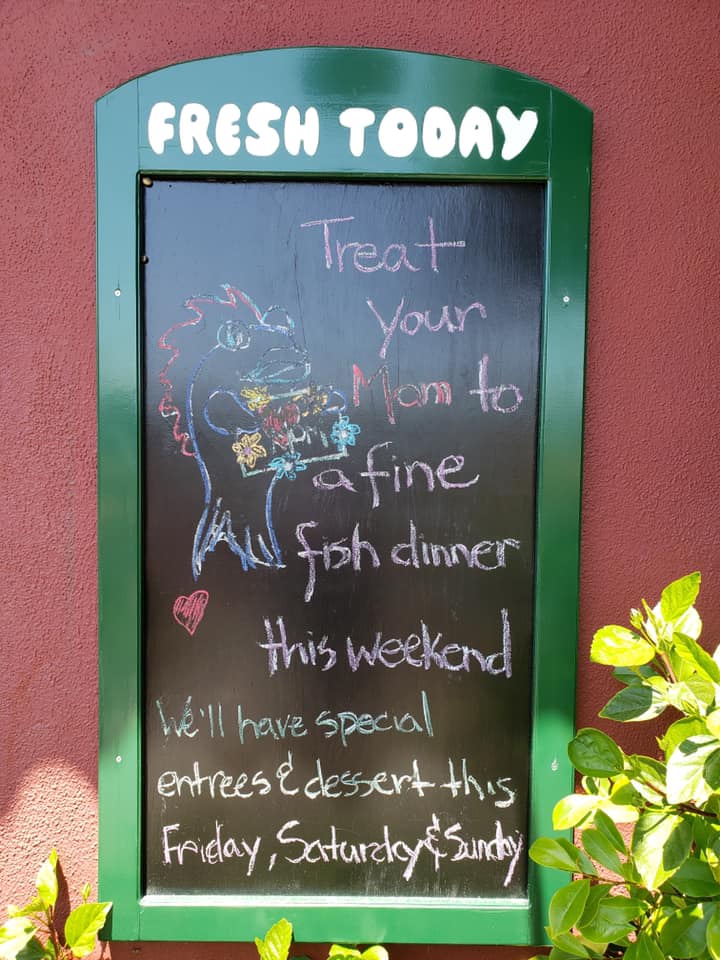 FRESH TODAY
Treat
your
Mom to
a fine
fish dinner
this weekend
We'll have special
entrees & dessert this
Friday, Saturday & Sunday